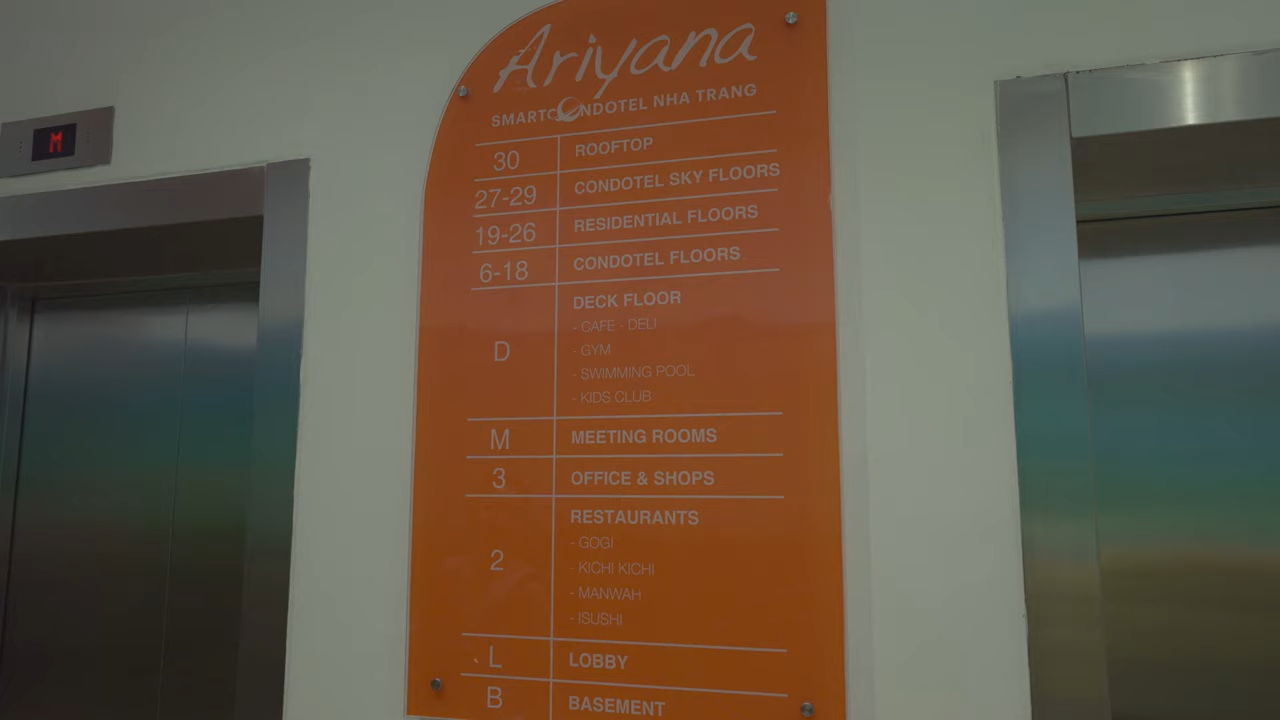 M
Ariyana
SMARTCONDOTEL NHA TRANG
30 ROOFTOP
27-29 CONDOTEL SKY FLOORS
19-26 RESIDENTIAL FLOORS
6-18 CONDOTEL FLOORS
D DECK FLOOR
- CAFE - DELI
- GYM
- SWIMMING POOL
- KIDS CLUB
M MEETING ROOMS
3 OFFICE & SHOPS
2 RESTAURANTS
- GOGI
- KICHI KICHI
- MANWAH
- ISUSHI
L LOBBY
B BASEMENT